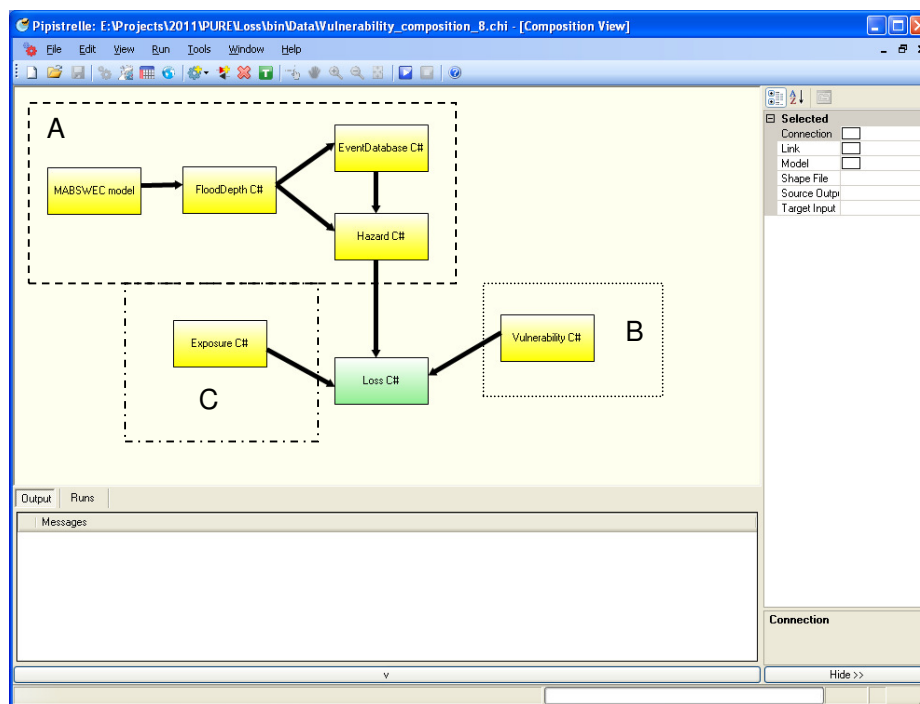 Pipistrelle: E:\Projects\2011\PURE\Loss\bin\Data\Vulnerability_composition_8.chi - [Composition View]
File Edit View Run Tools Window Help
A
EventDatabase C#
MABSWEC model
FloodDepth C#
Hazard C#
Exposure C#
Vulnerability C#
B
Loss C#
C
Selected
Connection
Link
Model
Shape File
Source Outpu
Target Input
Output Runs
Messages
Connection
v
Hide >>